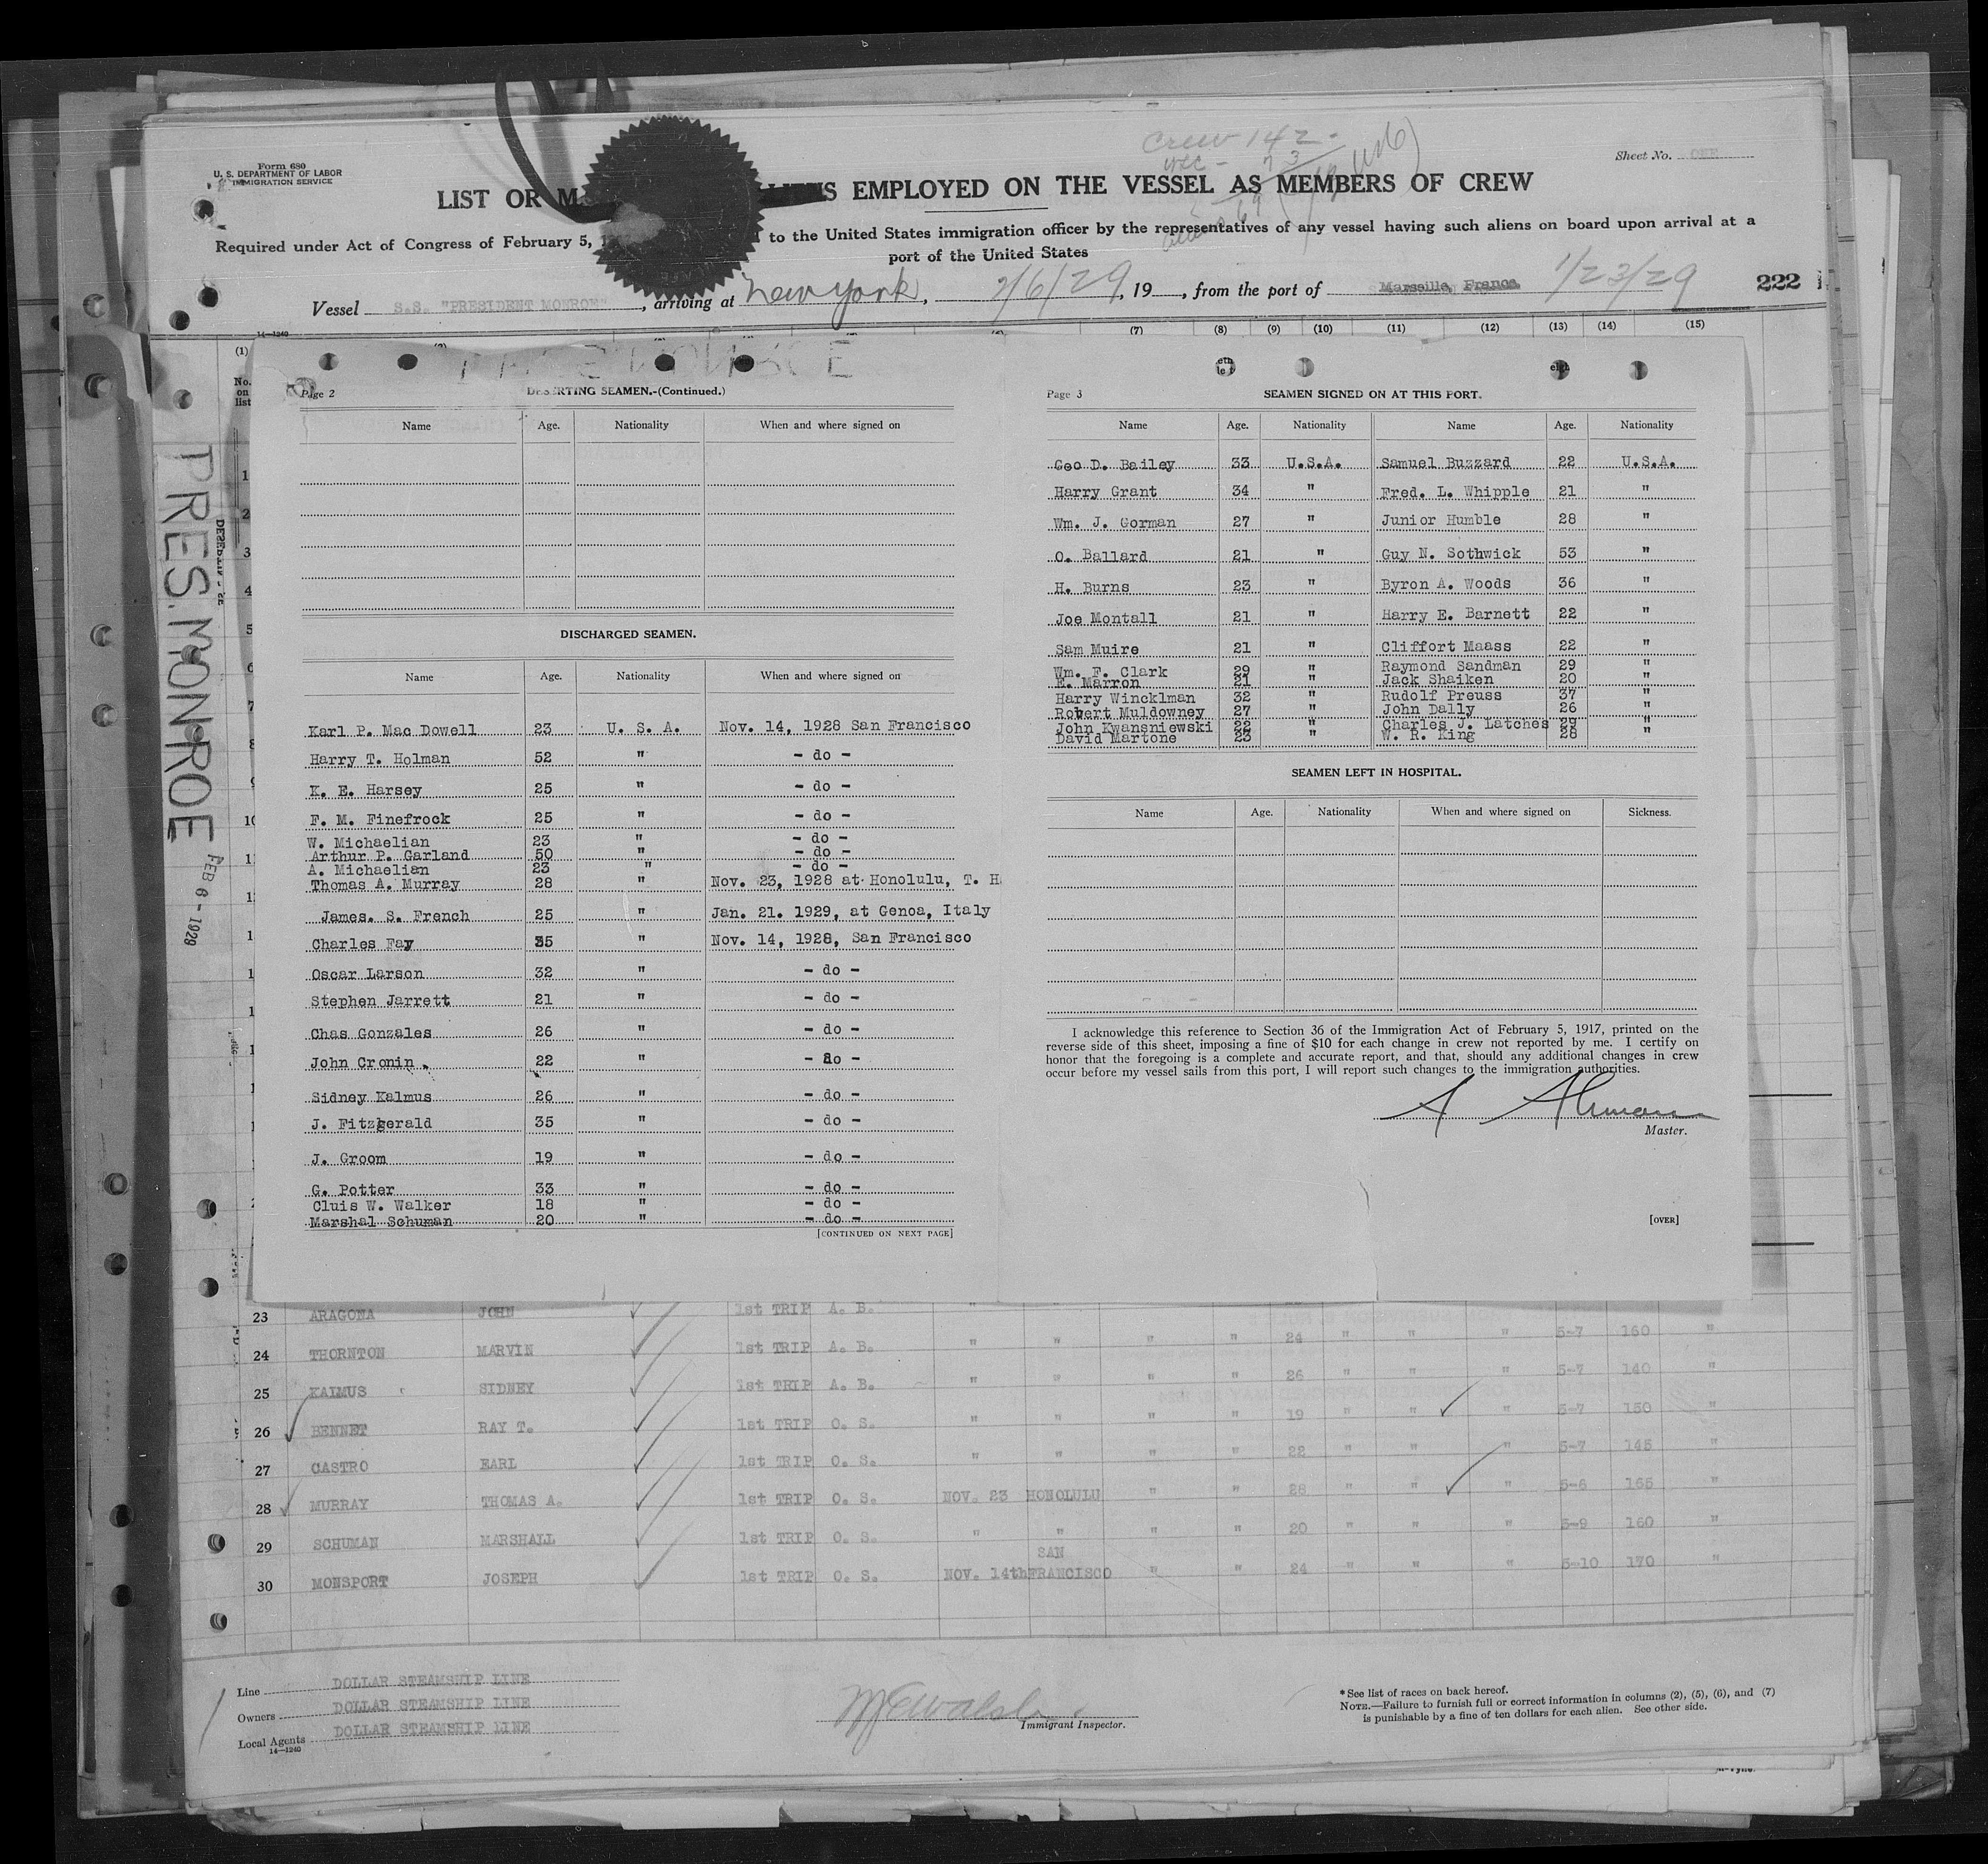 Form 680
U. S. DEPARTMENT OF LABOR
IMMIGRATION SERVICE
Crew 142
Sheet No. ONE
LIST OR EMPLOYED ON THE VESSEL AS MEMBERS OF CREW
Required under Act of Congress of February 5, to the United States immigration officer by the representatives of any vessel having such aliens on board upon arrival at a
port of the United States
Vessel S.S. "PRESIDENT MONROE", arriving at New York, 2/6/29, 19 , from the port of Marseille, France. 1/23/29 222
14—1240
(1) (7) (8) (9) (10) (11) (12) (13) (14) (15)
No. on list
PRES. MONROE
FEB 6 - 1929
Page 2 DESERTING SEAMEN.-(Continued.)
Name Age. Nationality When and where signed on
DISCHARGED SEAMEN.
Name Age. Nationality When and where signed on
Karl P. Mac Dowell 23 U. S. A. Nov. 14, 1928 San Francisco
Harry T. Holman 52 " - do -
K. E. Harsey 25 " - do -
F. M. Finefrock 25 " - do -
W. Michaelian 23 " - do -
Arthur P. Garland 50 " - do -
A. Michaelian 23 " - do -
Thomas A. Murray 28 " Nov. 23, 1928 at Honolulu, T. H
James. S. French 25 " Jan. 21. 1929, at Genoa, Italy
Charles Fay 35 " Nov. 14, 1928, San Francisco
Oscar Larson 32 " - do -
Stephen Jarrett 21 " - do -
Chas Gonzales 26 " - do -
John Cronin. 22 " - do -
Sidney Kalmus 26 " - do -
J. Fitzgerald 35 " - do -
J. Groom 19 " - do -
G. Potter 33 " - do -
Cluis W. Walker 18 " - do -
Marshal Schuman 20 " - do -
[CONTINUED ON NEXT PAGE]
Page 3 SEAMEN SIGNED ON AT THIS PORT.
Name Age. Nationality Name Age. Nationality
Geo D. Bailey 33 U.S.A. Samuel Buzzard 22 U.S.A.
Harry Grant 34 " Fred. L. Whipple 21 "
Wm. J. Gorman 27 " Junior Humble 28 "
O. Ballard 21 " Guy N. Sothwick 53 "
H. Burns 23 " Byron A. Woods 36 "
Joe Montall 21 " Harry E. Barnett 22 "
Sam Muire 21 " Cliffort Maass 22 "
Wm. F. Clark 29 " Raymond Sandman 29 "
E. Marron 21 " Jack Shaiken 20 "
Harry Wincklman 32 " Rudolf Preuss 37 "
Robert Muldowney 27 " John Dally 26 "
John Kwansniewski 22 " Charles J. Latches 29 "
David Martone 23 " W. R. King 28 "
SEAMEN LEFT IN HOSPITAL.
Name Age. Nationality When and where signed on Sickness.
I acknowledge this reference to Section 36 of the Immigration Act of February 5, 1917, printed on the
reverse side of this sheet, imposing a fine of $10 for each change in crew not reported by me. I certify on
honor that the foregoing is a complete and accurate report, and that, should any additional changes in crew
occur before my vessel sails from this port, I will report such changes to the immigration authorities.
Master.
[OVER]
23 ARAGONA JOHN 1st TRIP A. B.
24 THORNTON MARVIN 1st TRIP A. B. " " " " 24 " " " 5-7 160 "
25 KALMUS SIDNEY 1st TRIP A. B. " " " " 26 " " " 5-7 140 "
26 BENNET RAY T. 1st TRIP O. S. " " " " 19 " " " 5-7 150 "
27 CASTRO EARL 1st TRIP O. S. " " " " 22 " " " 5-7 145 "
28 MURRAY THOMAS A. 1st TRIP O. S. NOV. 23 HONOLULU " " 28 " " " 5-6 165 "
29 SCHUMAN MARSHALL 1st TRIP O. S. " " " " 20 " " " 5-9 160 "
30 MONSPORT JOSEPH 1st TRIP O. S. NOV. 14th SAN FRANCISCO " " 24 " " " 5-10 170 "
Line DOLLAR STEAMSHIP LINE
Owners DOLLAR STEAMSHIP LINE
Local Agents DOLLAR STEAMSHIP LINE
14—1240
Immigrant Inspector.
* See list of races on back hereof.
NOTE.—Failure to furnish full or correct information in columns (2), (5), (6), and (7)
is punishable by a fine of ten dollars for each alien. See other side.